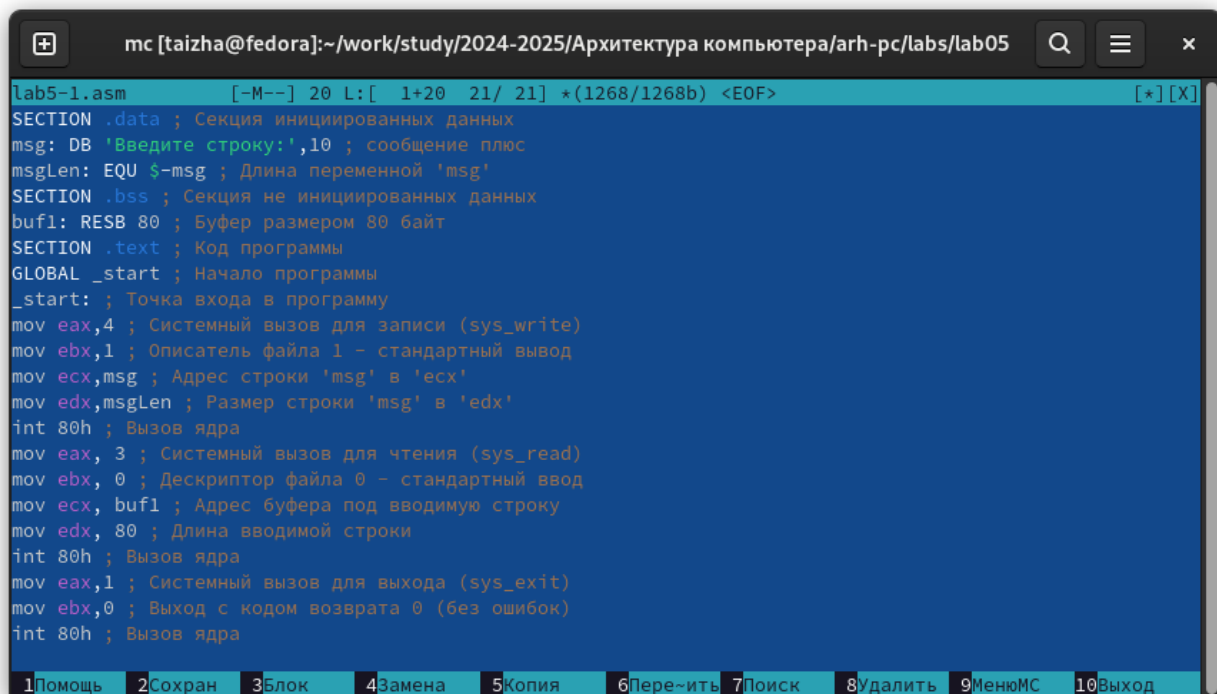 mc [taizha@fedora]:~/work/study/2024-2025/Архитектура компьютера/arh-pc/labs/lab05
lab5-1.asm [-M--] 20 L:[ 1+20 21/ 21] *(1268/1268b) <EOF> [*][X]
SECTION .data ; Секция инициированных данных
msg: DB 'Введите строку:',10 ; сообщение плюс
msgLen: EQU $-msg ; Длина переменной 'msg'
SECTION .bss ; Секция не инициированных данных
buf1: RESB 80 ; Буфер размером 80 байт
SECTION .text ; Код программы
GLOBAL _start ; Начало программы
_start: ; Точка входа в программу
mov eax,4 ; Системный вызов для записи (sys_write)
mov ebx,1 ; Описатель файла 1 - стандартный вывод
mov ecx,msg ; Адрес строки 'msg' в 'ecx'
mov edx,msgLen ; Размер строки 'msg' в 'edx'
int 80h ; Вызов ядра
mov eax, 3 ; Системный вызов для чтения (sys_read)
mov ebx, 0 ; Дескриптор файла 0 - стандартный ввод
mov ecx, buf1 ; Адрес буфера под вводимую строку
mov edx, 80 ; Длина вводимой строки
int 80h ; Вызов ядра
mov eax,1 ; Системный вызов для выхода (sys_exit)
mov ebx,0 ; Выход с кодом возврата 0 (без ошибок)
int 80h ; Вызов ядра
1Помощь 2Сохран 3Блок 4Замена 5Копия 6Пере~ить 7Поиск 8Удалить 9МенюMC 10Выход